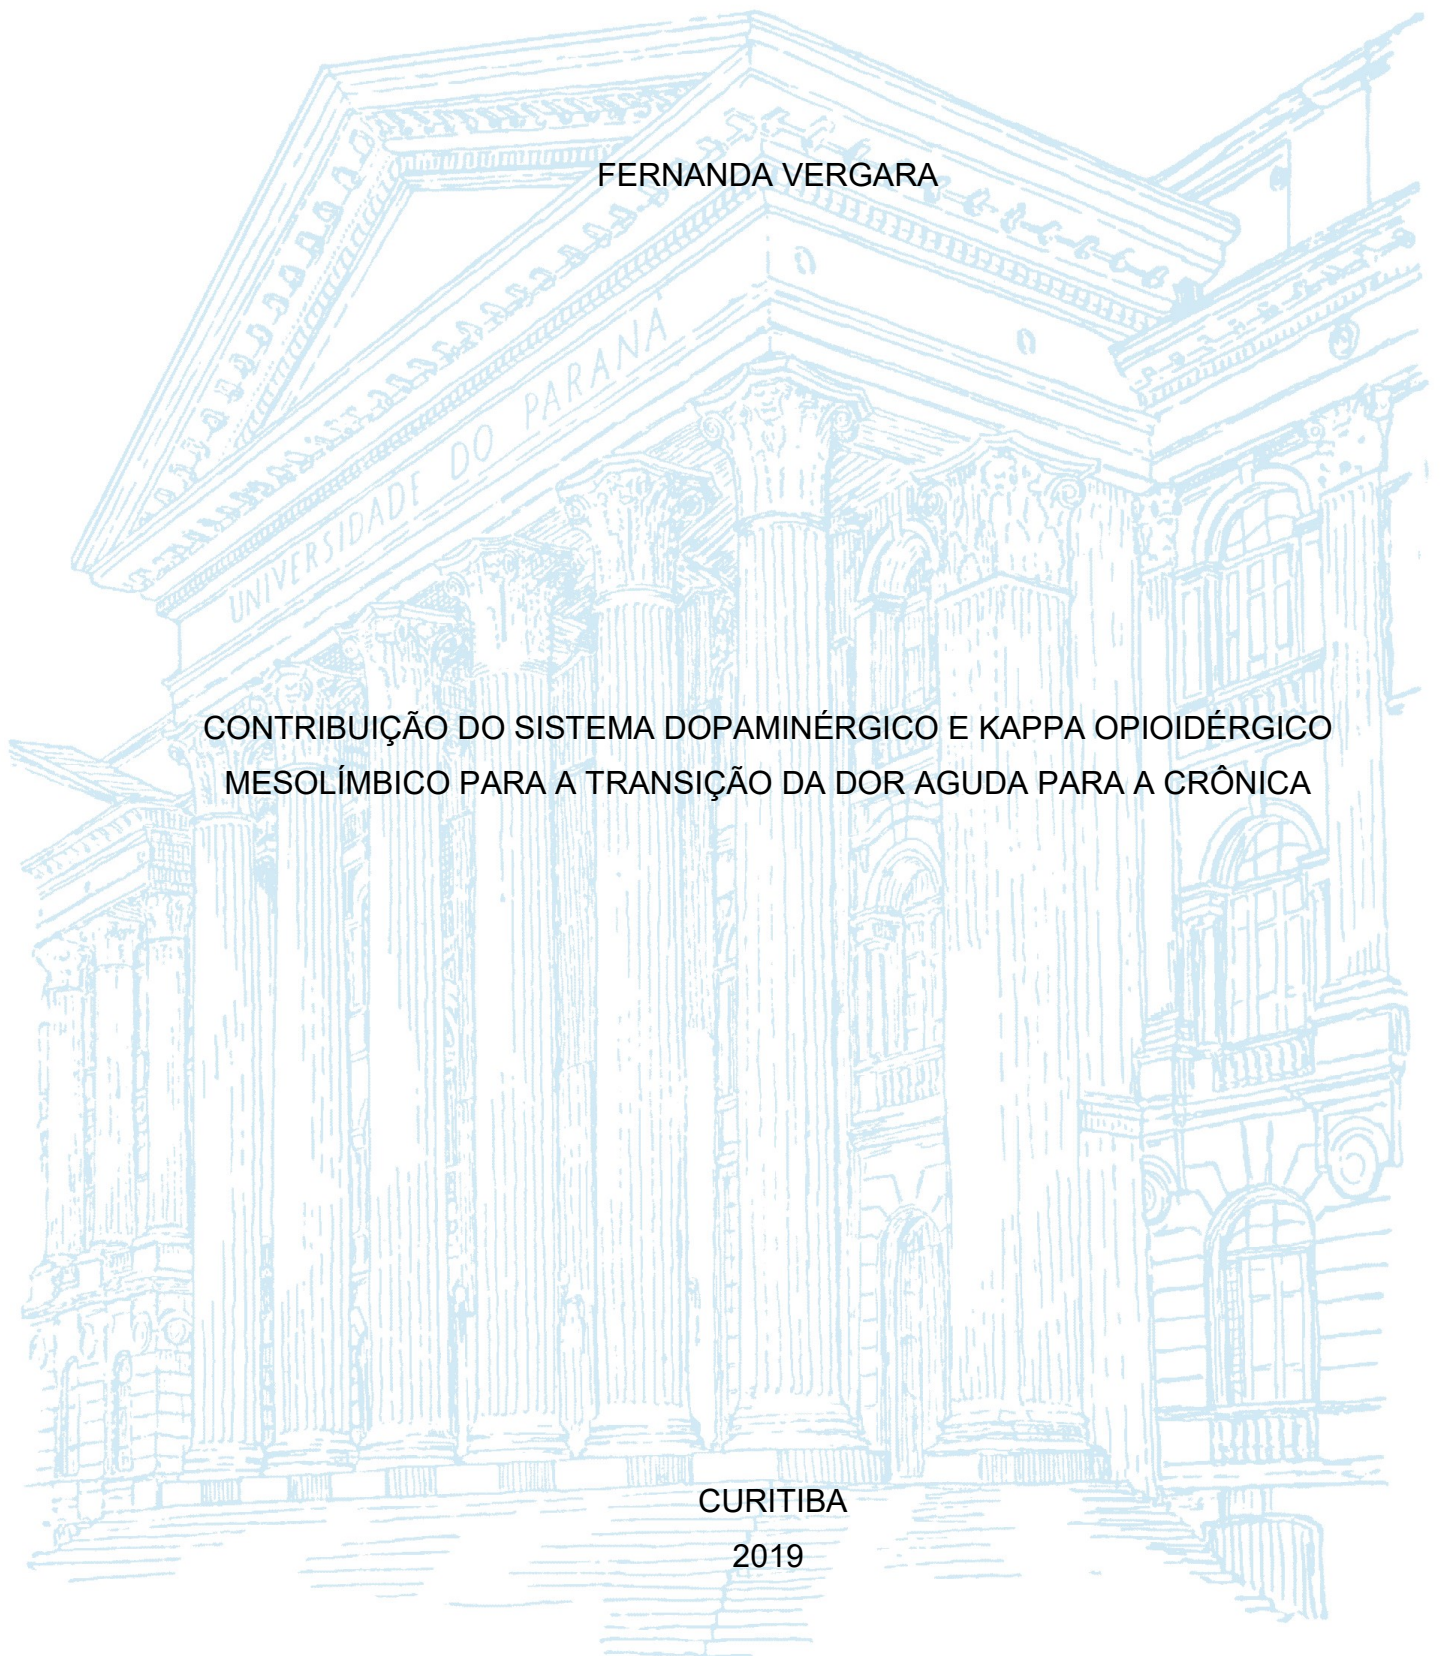 FERNANDA VERGARA
UNIVERSIDADE DO PARANÁ
CONTRIBUIÇÃO DO SISTEMA DOPAMINÉRGICO E KAPPA OPIOIDÉRGICO
MESOLÍMBICO PARA A TRANSIÇÃO DA DOR AGUDA PARA A CRÔNICA
CURITIBA
2019